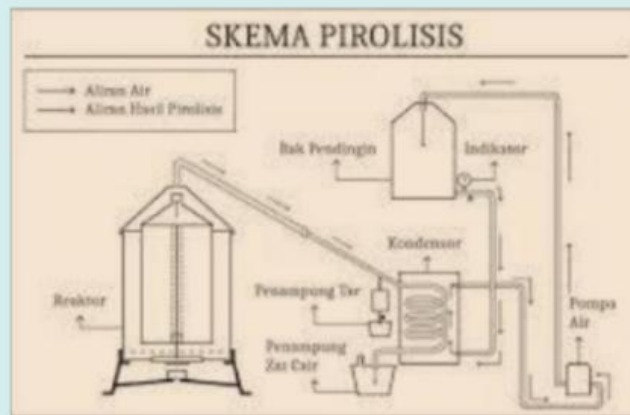 SKEMA PIROLISIS
Aliran Air
Aliran Hasil Pirolisis
Bak Pendingin
Indikator
Kondensor
Reaktor
Penampung Tar
Pompa
Air
Penampung
Zat Cair